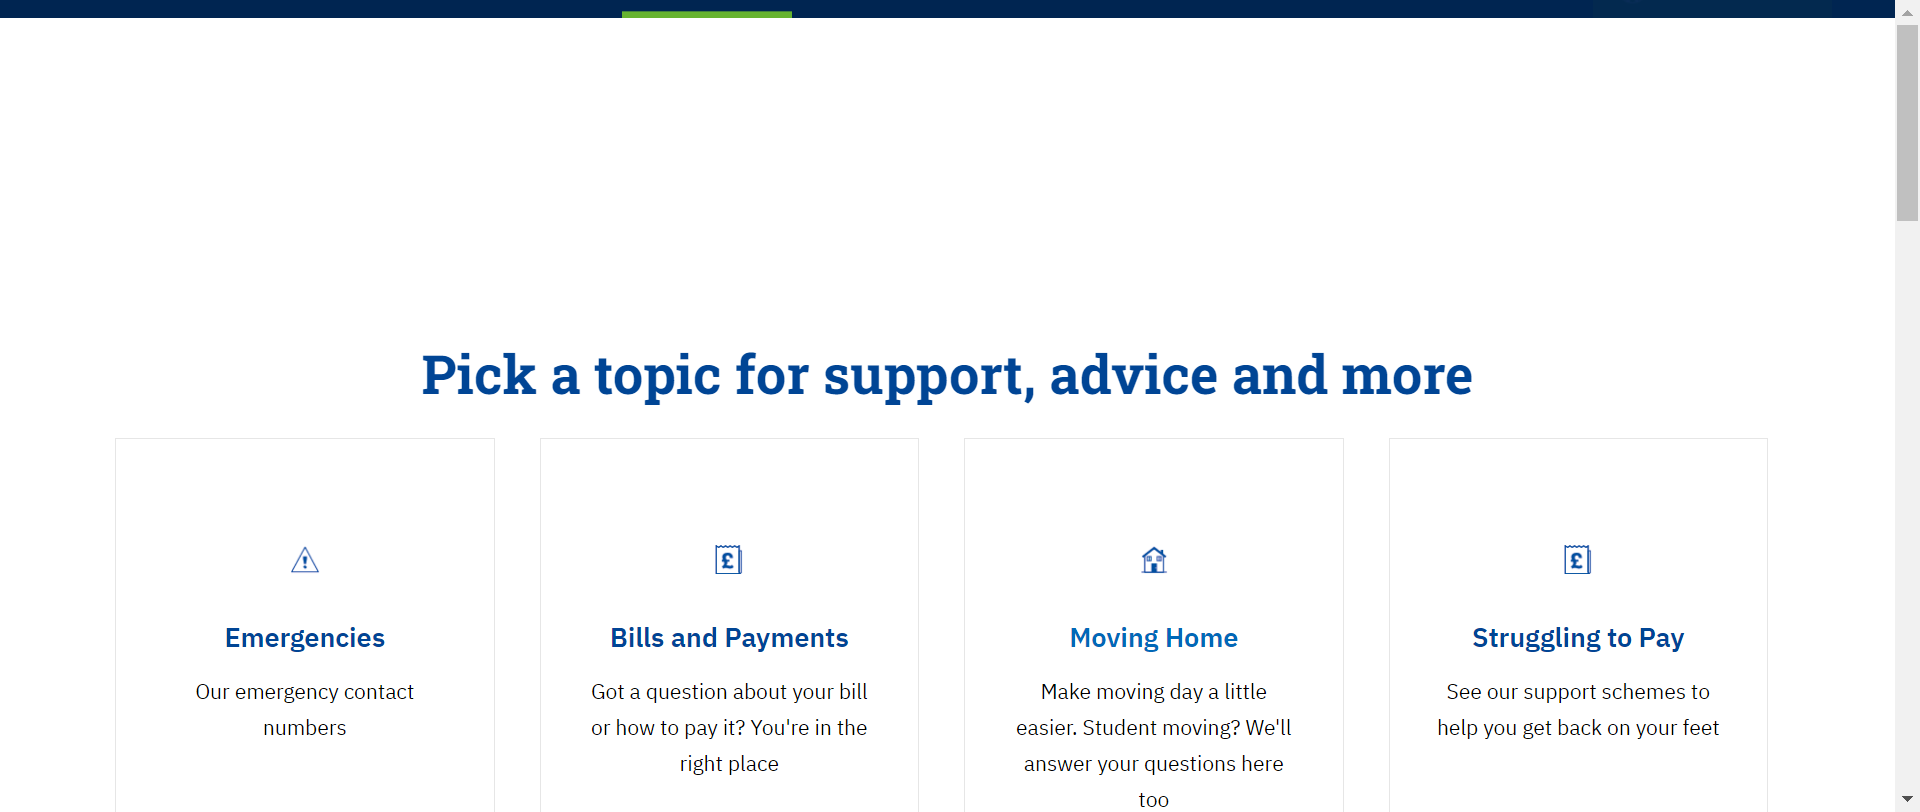 Pick a topic for support, advice and more
Emergencies
Our emergency contact
numbers
Bills and Payments
Got a question about your bill
or how to pay it? You're in the
right place
Moving Home
Make moving day a little
easier. Student moving? We'll
answer your questions here
too
Struggling to Pay
See our support schemes to
help you get back on your feet